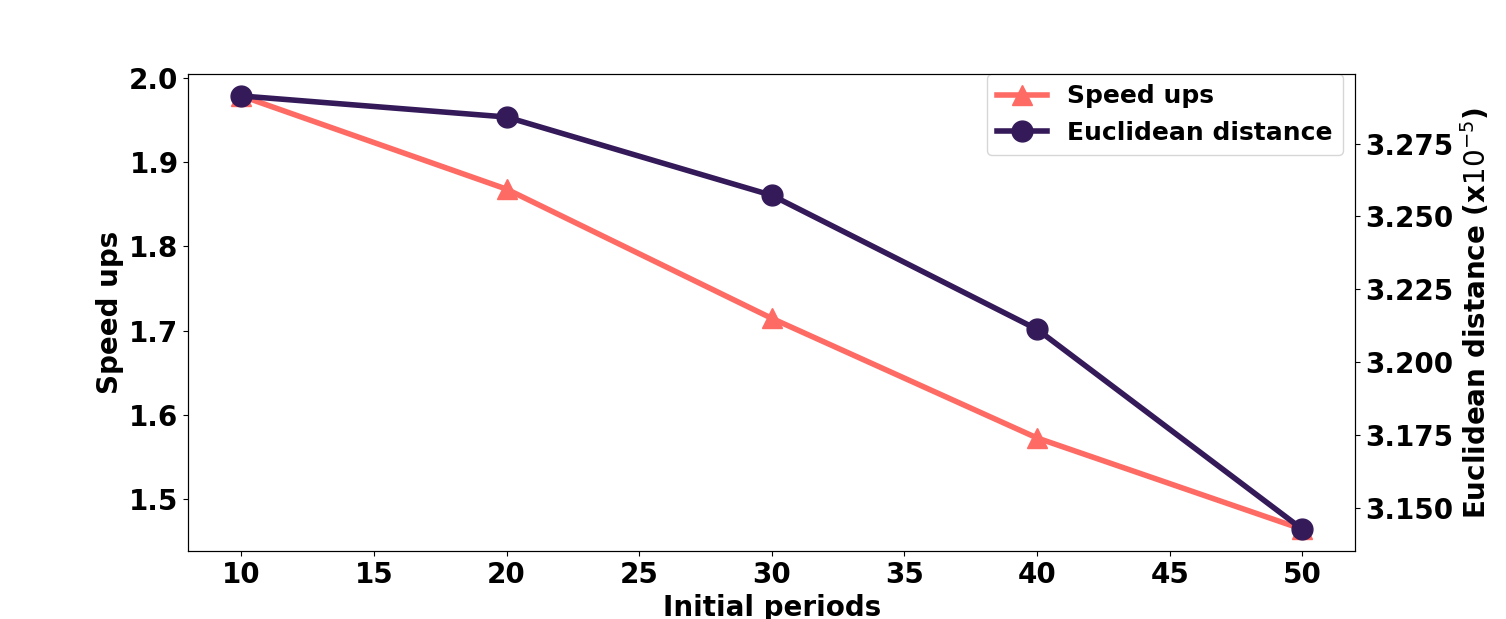 Speed ups
Euclidean distance
2.0
1.9
1.8
1.7
1.6
1.5
Speed ups
3.275
3.250
3.225
3.200
3.175
3.150
Euclidean distance (x10⁻⁵)
10 15 20 25 30 35 40 45 50
Initial periods